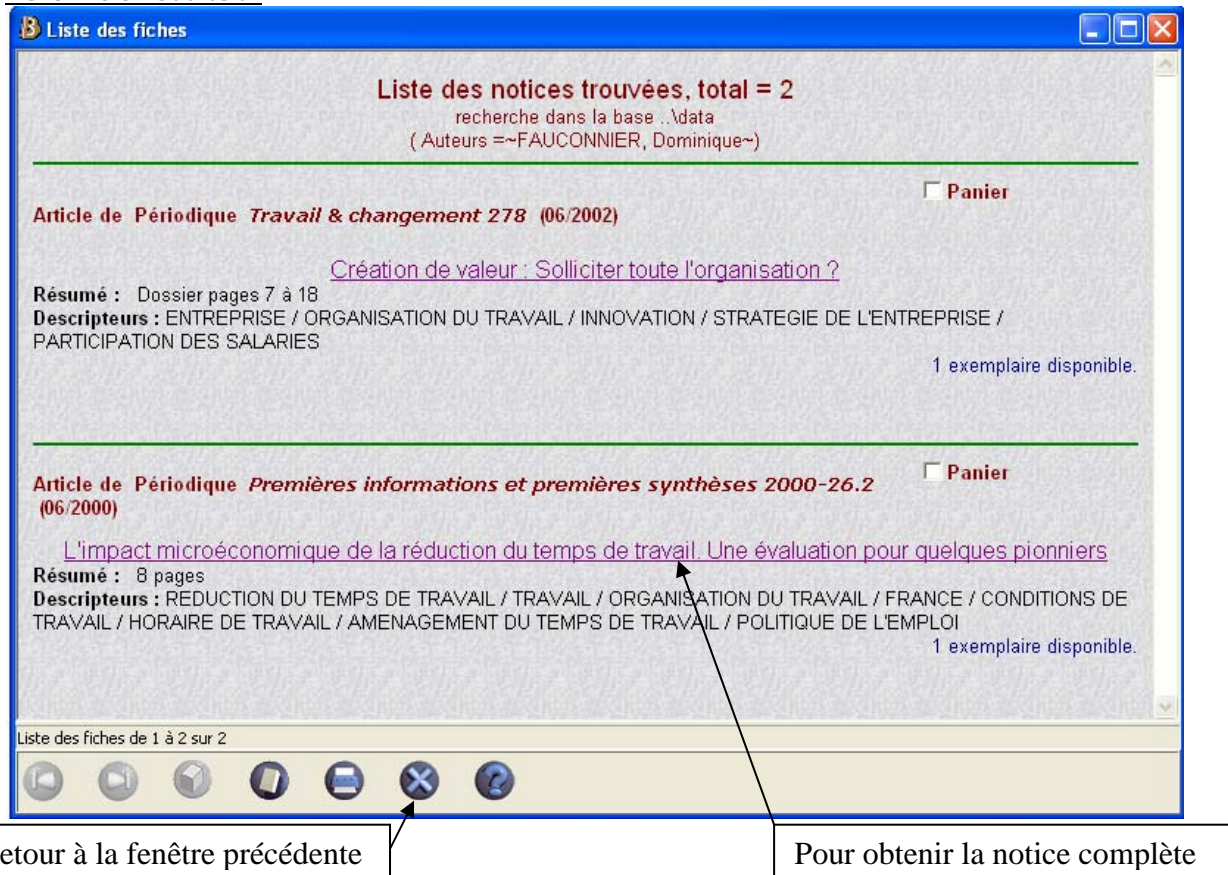 Liste des fiches
Liste des notices trouvées, total = 2
recherche dans la base ..\data
( Auteurs =~FAUCONNIER, Dominique~)
Panier
Article de Périodique Travail & changement 278 (06/2002)
Création de valeur : Solliciter toute l'organisation ?
Résumé : Dossier pages 7 à 18
Descripteurs : ENTREPRISE / ORGANISATION DU TRAVAIL / INNOVATION / STRATEGIE DE L'ENTREPRISE /
PARTICIPATION DES SALARIES
1 exemplaire disponible.
Panier
Article de Périodique Premières informations et premières synthèses 2000-26.2
(06/2000)
L'impact microéconomique de la réduction du temps de travail. Une évaluation pour quelques pionniers
Résumé : 8 pages
Descripteurs : REDUCTION DU TEMPS DE TRAVAIL / TRAVAIL / ORGANISATION DU TRAVAIL / FRANCE / CONDITIONS DE
TRAVAIL / HORAIRE DE TRAVAIL / AMENAGEMENT DU TEMPS DE TRAVAIL / POLITIQUE DE L'EMPLOI
1 exemplaire disponible.
Liste des fiches de 1 à 2 sur 2
etour à la fenêtre précédente
Pour obtenir la notice complète